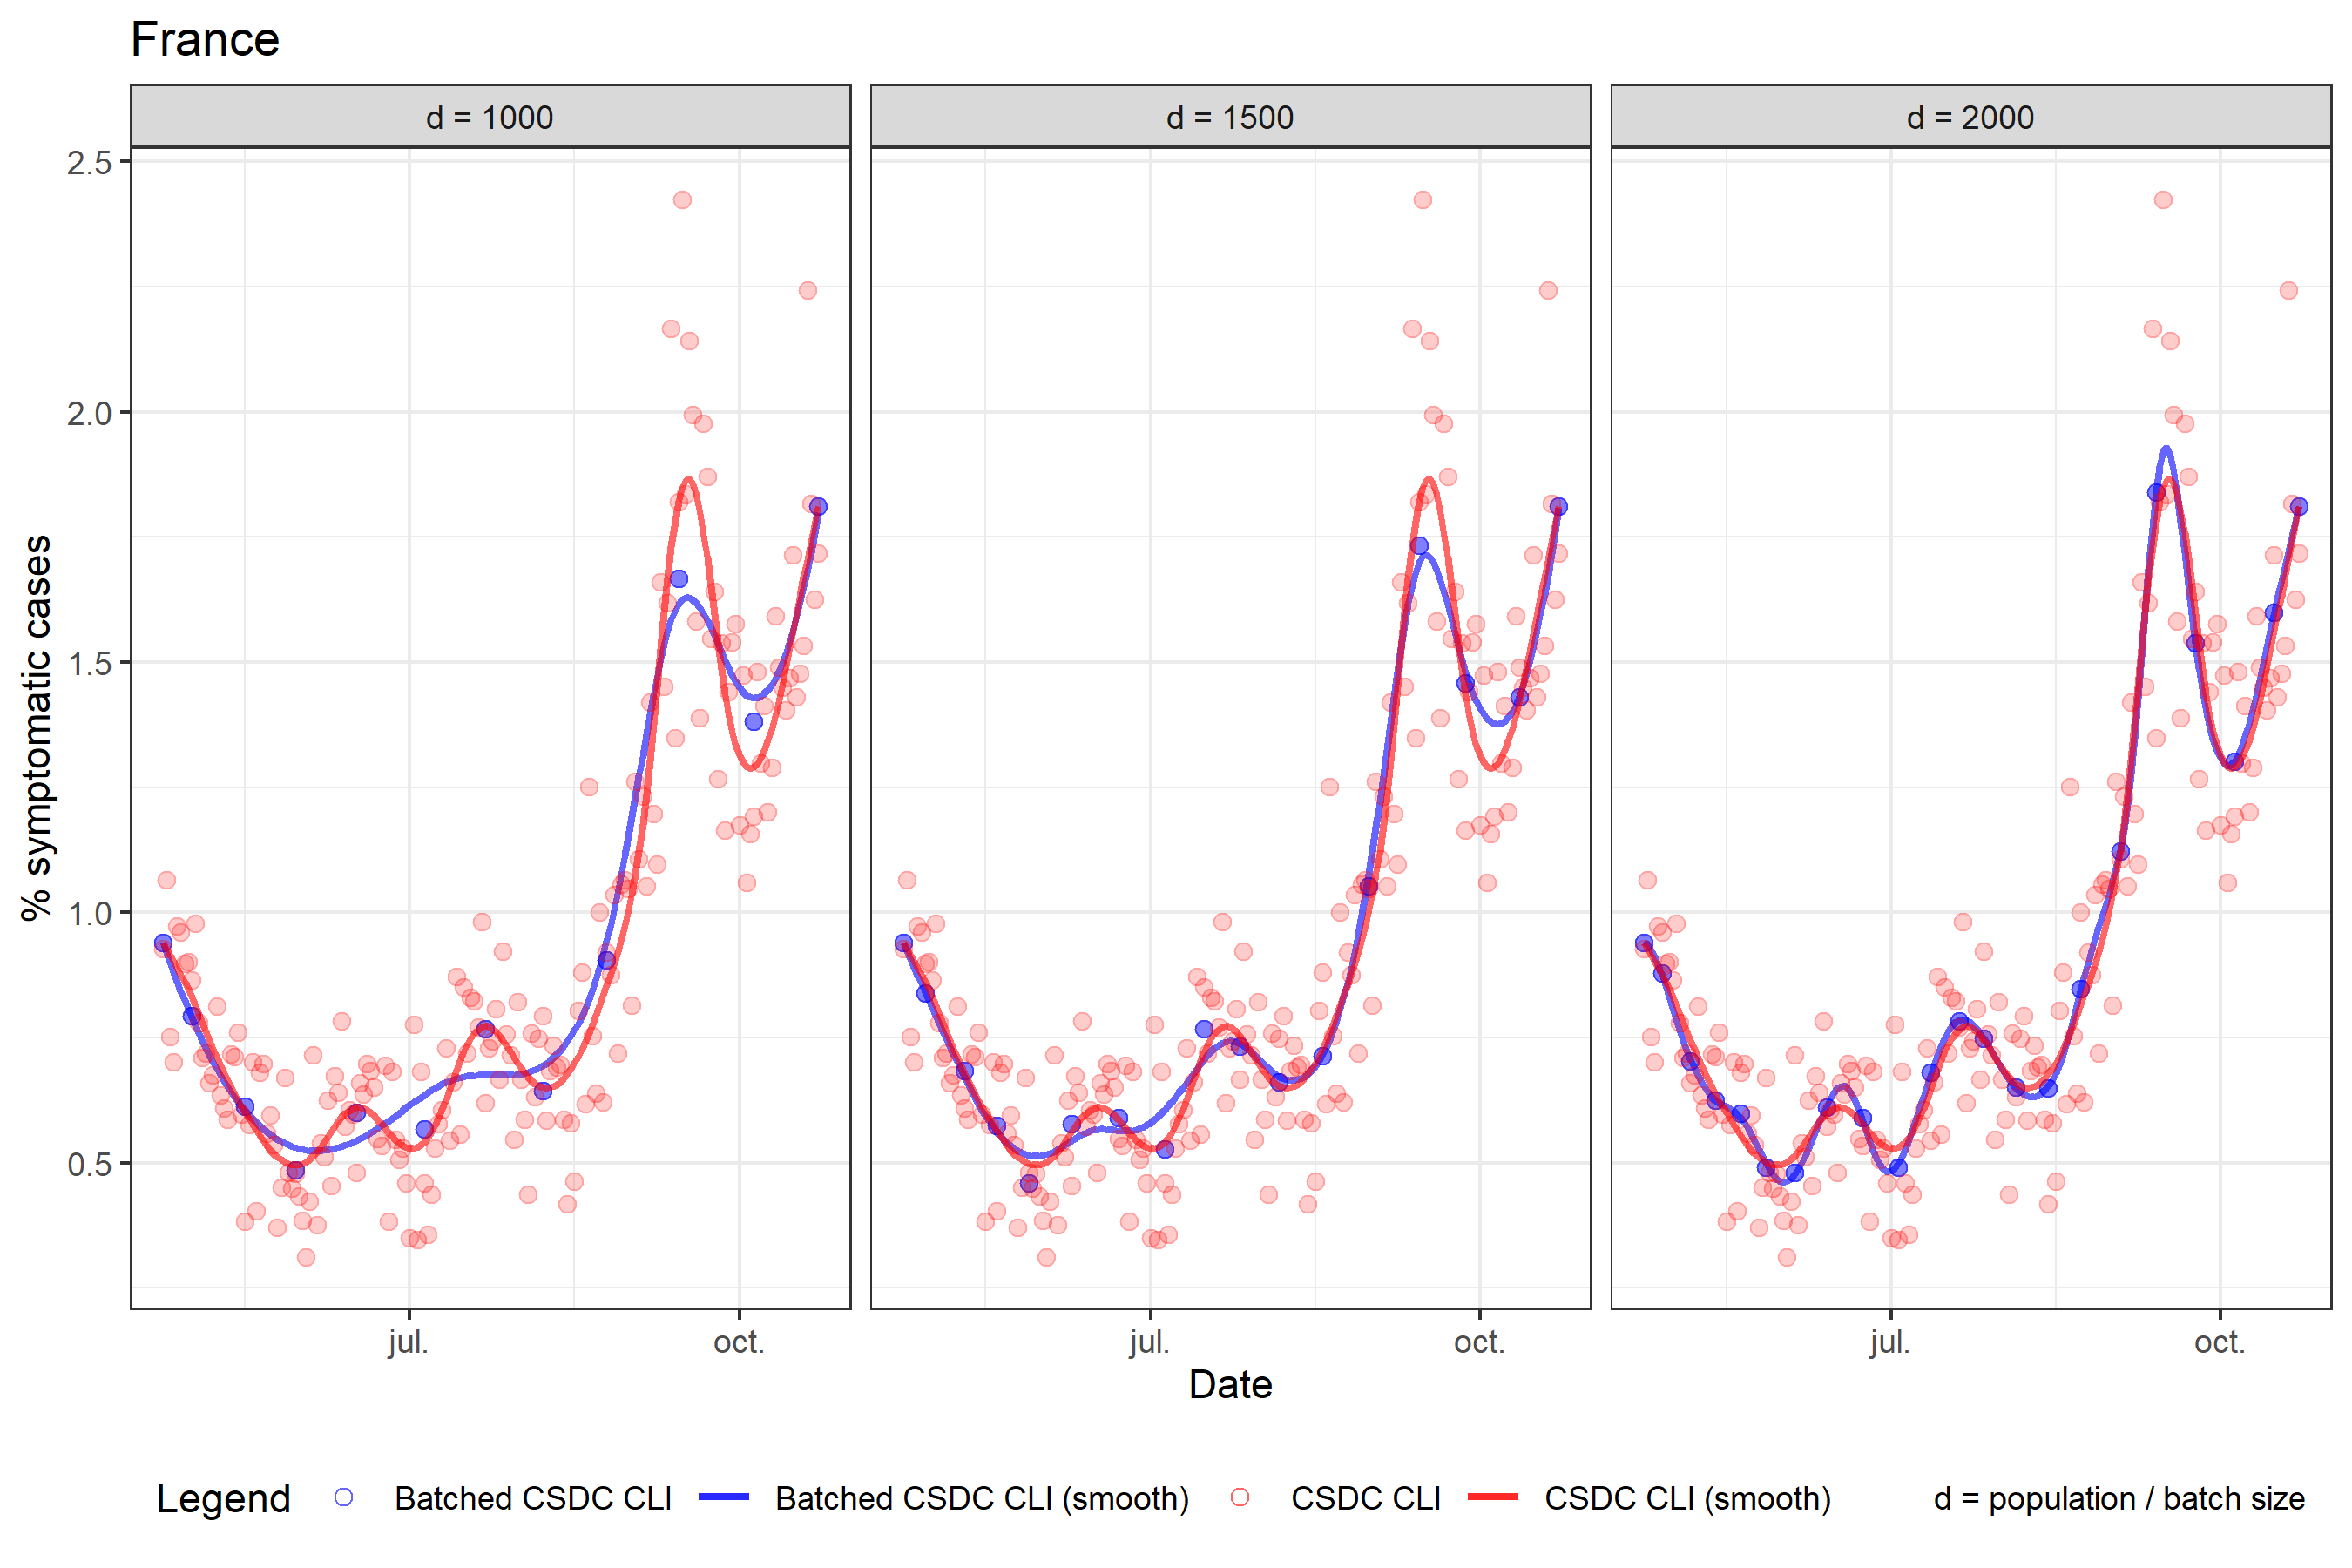 France
d = 1000
d = 1500
d = 2000
% symptomatic cases
2.5
2.0
1.5
1.0
0.5
jul.
oct.
jul.
oct.
jul.
oct.
Date
Legend
Batched CSDC CLI
Batched CSDC CLI (smooth)
CSDC CLI
CSDC CLI (smooth)
d = population / batch size